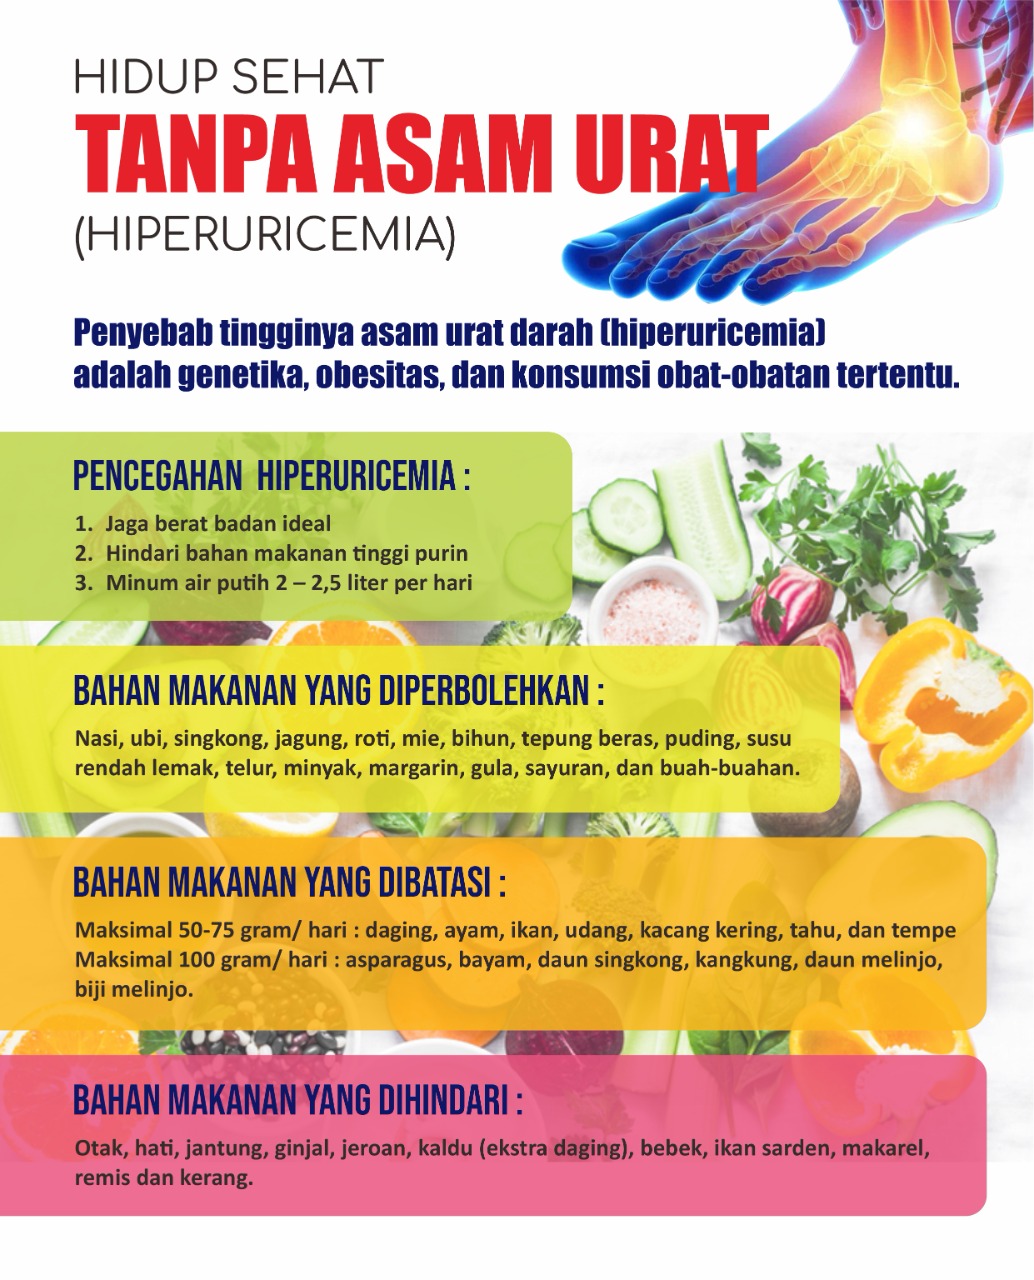 HIDUP SEHAT
TANPA ASAM URAT
(HIPERURICEMIA)
Penyebab tingginya asam urat darah (hiperuricemia)
adalah genetika, obesitas, dan konsumsi obat-obatan tertentu.
PENCEGAHAN HIPERURICEMIA :
1. Jaga berat badan ideal
2. Hindari bahan makanan tinggi purin
3. Minum air putih 2 – 2,5 liter per hari
BAHAN MAKANAN YANG DIPERBOLEHKAN :
Nasi, ubi, singkong, jagung, roti, mie, bihun, tepung beras, puding, susu
rendah lemak, telur, minyak, margarin, gula, sayuran, dan buah-buahan.
BAHAN MAKANAN YANG DIBATASI :
Maksimal 50-75 gram/ hari : daging, ayam, ikan, udang, kacang kering, tahu, dan tempe
Maksimal 100 gram/ hari : asparagus, bayam, daun singkong, kangkung, daun melinjo,
biji melinjo.
BAHAN MAKANAN YANG DIHINDARI :
Otak, hati, jantung, ginjal, jeroan, kaldu (ekstra daging), bebek, ikan sarden, makarel,
remis dan kerang.